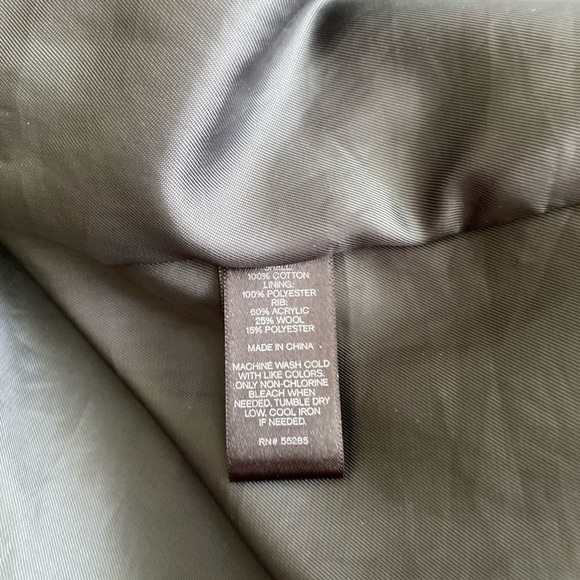 SHELL:
100% COTTON
LINING:
100% POLYESTER
RIB:
60% ACRYLIC
25% WOOL
15% POLYESTER
MADE IN CHINA
MACHINE WASH COLD
WITH LIKE COLORS.
ONLY NON-CHLORINE
BLEACH WHEN
NEEDED. TUMBLE DRY
LOW, COOL IRON
IF NEEDED.
RN# 55285